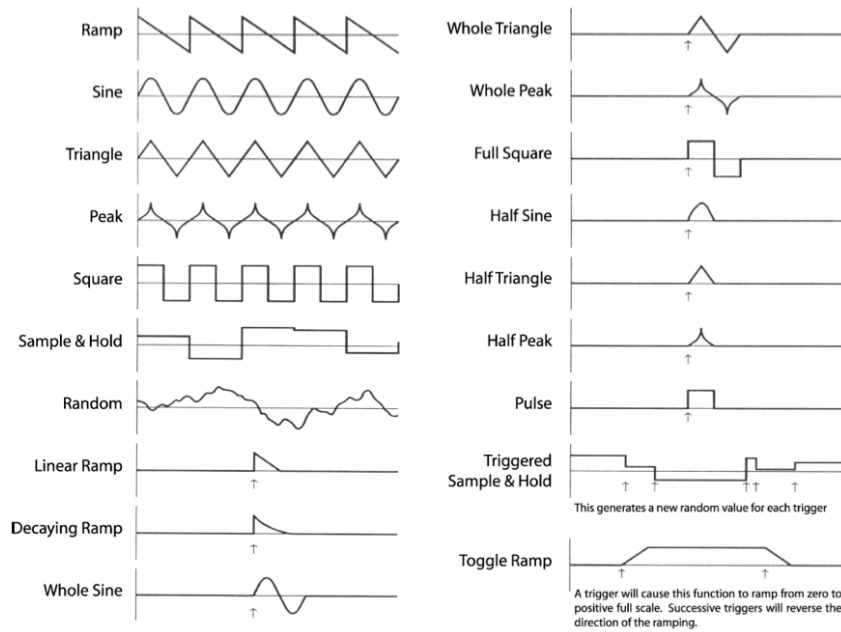 Ramp
Sine
Triangle
Peak
Square
Sample & Hold
Random
Linear Ramp
Decaying Ramp
Whole Sine
Whole Triangle
Whole Peak
Full Square
Half Sine
Half Triangle
Half Peak
Pulse
Triggered
Sample & Hold
This generates a new random value for each trigger
Toggle Ramp
A trigger will cause this function to ramp from zero to
positive full scale. Successive triggers will reverse the
direction of the ramping.